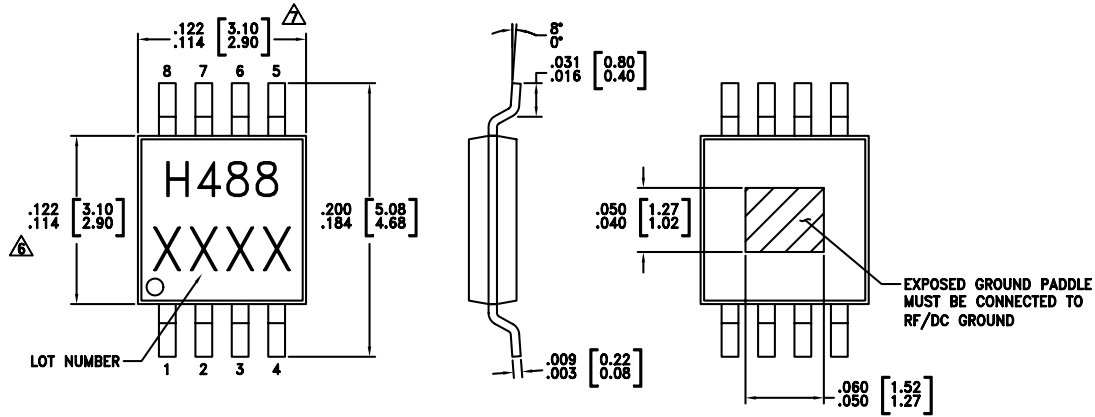 7
.122 [3.10]
.114 [2.90]
8 7 6 5
H488
XXXX
.122 [3.10]
.114 [2.90]
6
.200 [5.08]
.184 [4.68]
LOT NUMBER
1 2 3 4
8°
0°
.031 [0.80]
.016 [0.40]
.009 [0.22]
.003 [0.08]
.050 [1.27]
.040 [1.02]
EXPOSED GROUND PADDLE
MUST BE CONNECTED TO
RF/DC GROUND
.060 [1.52]
.050 [1.27]